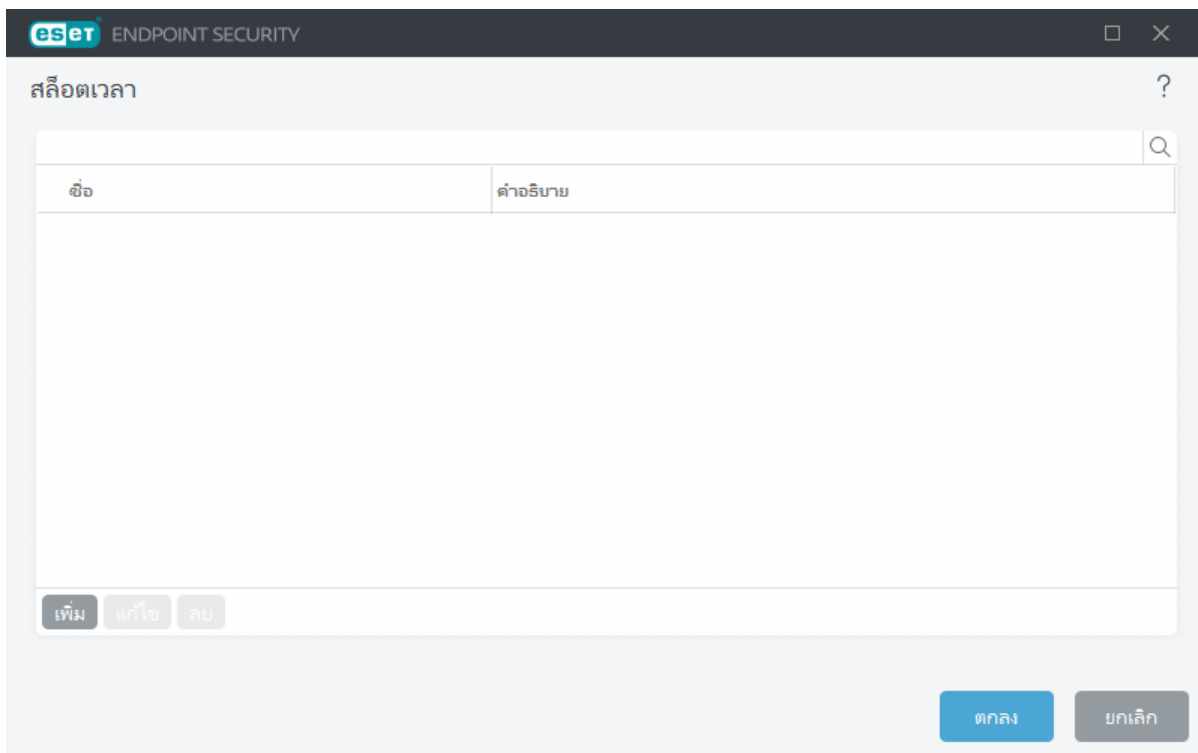 eset ENDPOINT SECURITY
สล็อตเวลา
?
ชื่อ คำอธิบาย
เพิ่ม แก้ไข ลบ
ตกลง ยกเลิก